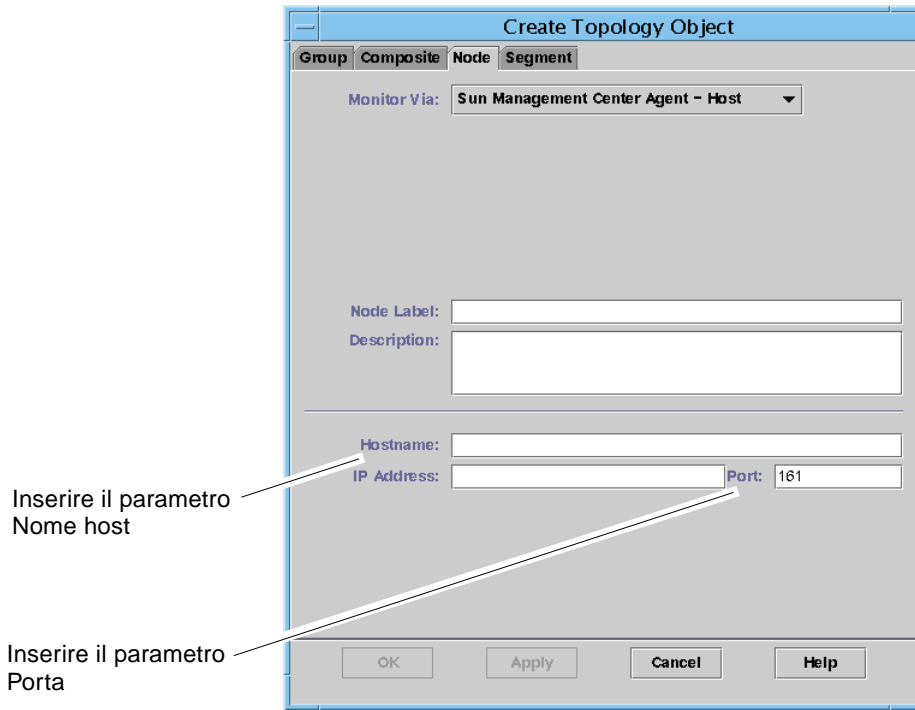 Create Topology Object
Group Composite Node Segment
Monitor Via: Sun Management Center Agent - Host
Node Label:
Description:
Hostname:
IP Address: Port: 161
Inserire il parametro
Nome host
Inserire il parametro
Porta
OK Apply Cancel Help